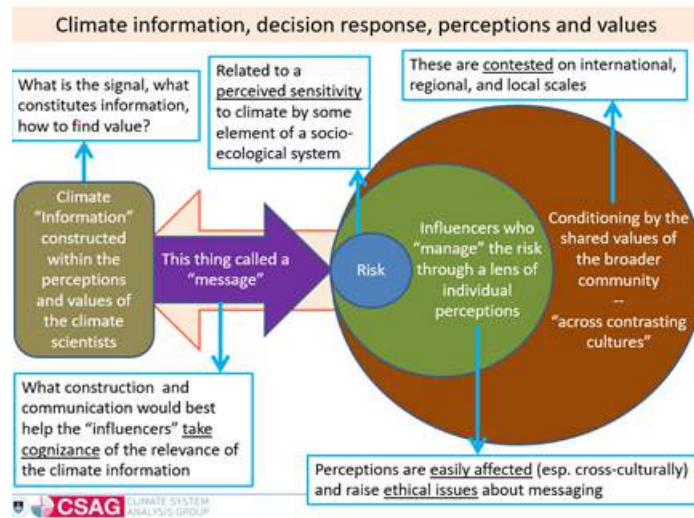 Climate information, decision response, perceptions and values
What is the signal, what
constitutes information,
how to find value?
Related to a
perceived sensitivity
to climate by some
element of a socio-
ecological system
These are contested on international,
regional, and local scales
Climate
“Information”
constructed
within the
perceptions
and values of
the climate
scientists
This thing called a
“message”
Risk
Influencers who
“manage” the risk
through a lens of
individual
perceptions
Conditioning by the
shared values of
the broader
community
--
“across contrasting
cultures”
What construction and
communication would best
help the “influencers” take
cognizance of the relevance of
the climate information
Perceptions are easily affected (esp. cross-culturally)
and raise ethical issues about messaging
CSAG
CLIMATE SYSTEM
ANALYSIS GROUP